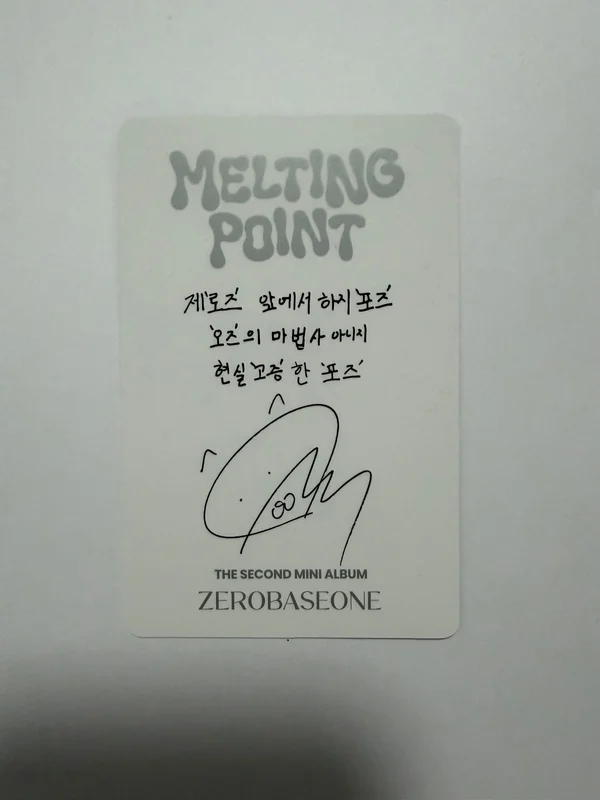 MELTING
POINT
제'로즈' 앞에서 하지 '포즈'
'오즈'의 마법사 아니지
현실'고증'한 '포즈'
THE SECOND MINI ALBUM
ZEROBASEONE